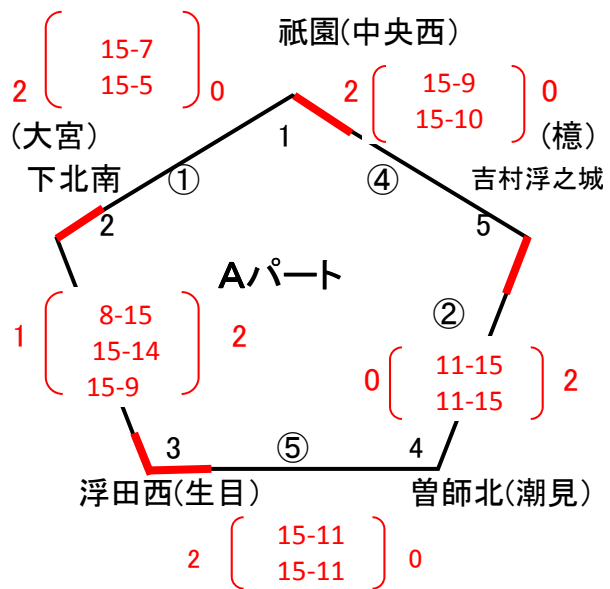 祇園(中央西)
2 15-7 0
15-5
2 15-9 0
15-10
(大宮)
(檍)
下北南
吉村浮之城
1
①
④
2
5
Aパート
②
1 8-15 2
15-14
15-9
0 11-15 2
11-15
3
⑤
4
浮田西(生目)
曽師北(潮見)
2 15-11 0
15-11